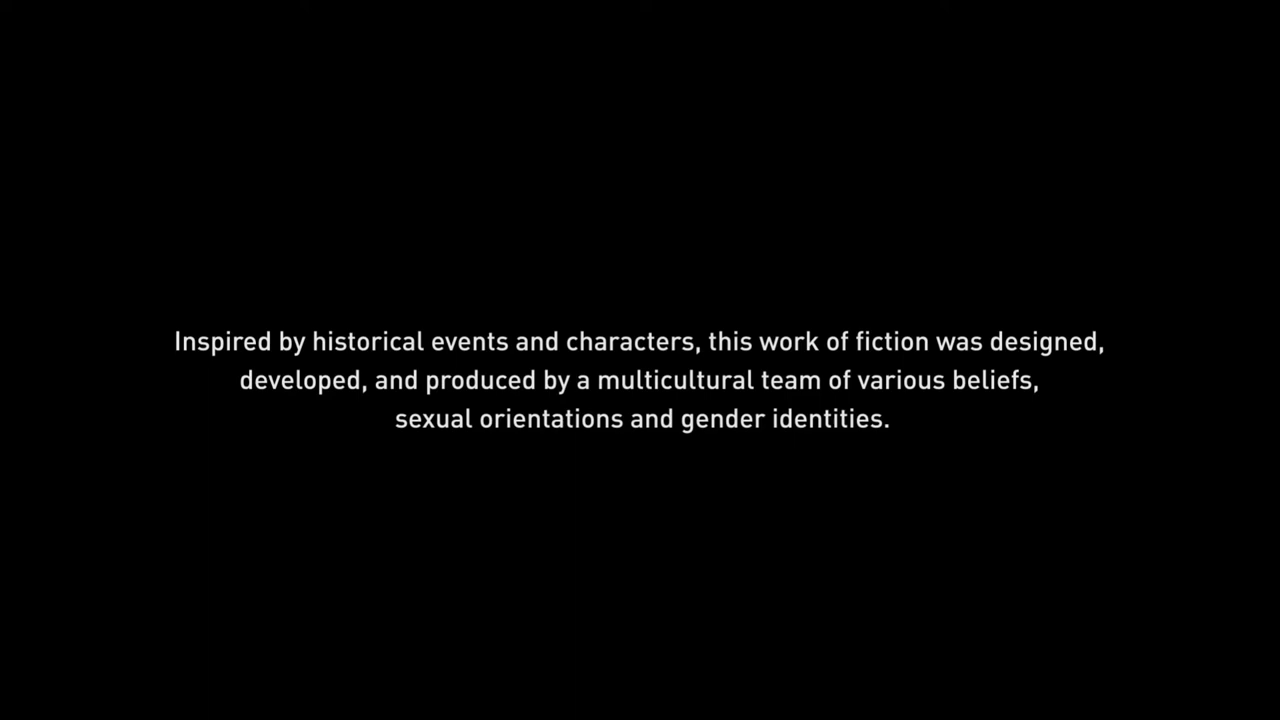 Inspired by historical events and characters, this work of fiction was designed,
developed, and produced by a multicultural team of various beliefs,
sexual orientations and gender identities.